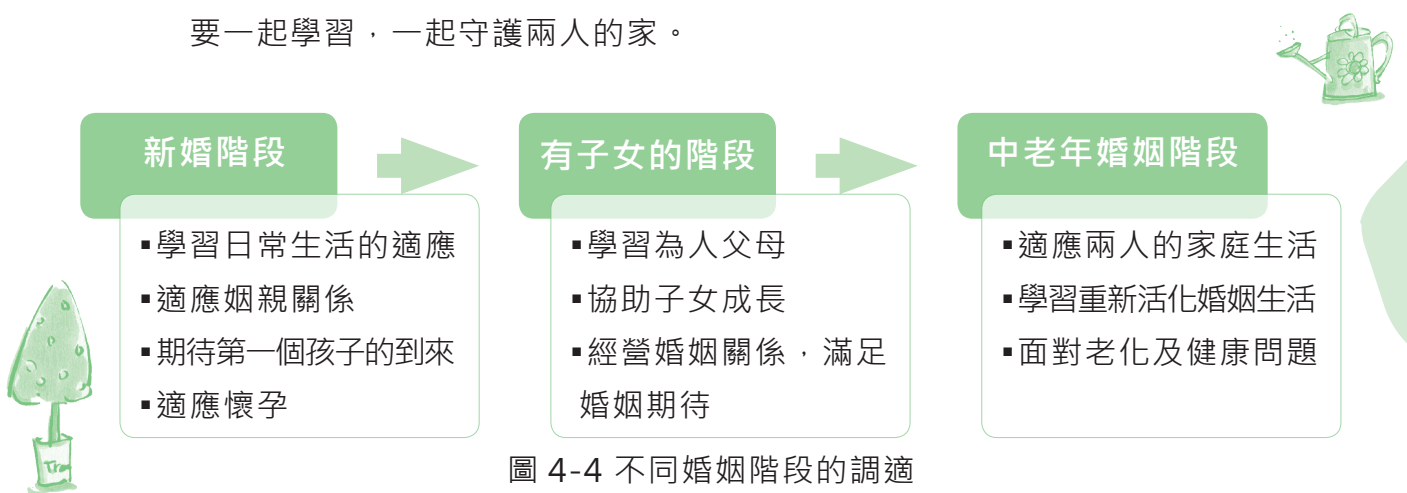 要一起學習，一起守護兩人的家。
新婚階段
▪學習日常生活的適應
▪適應姻親關係
▪期待第一個孩子的到來
▪適應懷孕
有子女的階段
▪學習為人父母
▪協助子女成長
▪經營婚姻關係，滿足
婚姻期待
中老年婚姻階段
▪適應兩人的家庭生活
▪學習重新活化婚姻生活
▪面對老化及健康問題
圖 4-4 不同婚姻階段的調適